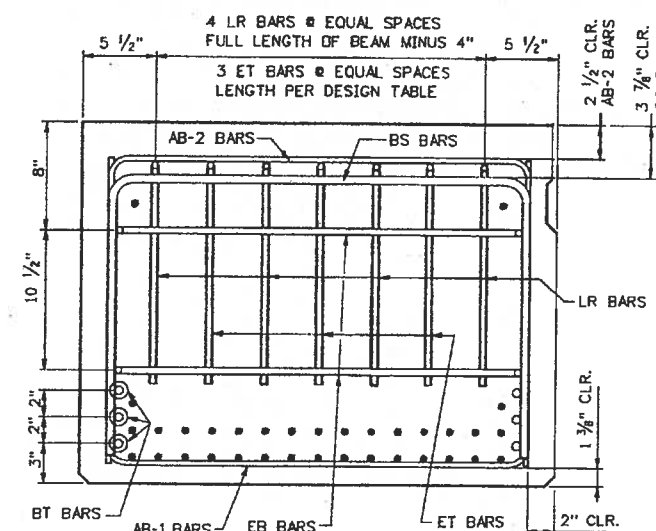 4 LR BARS @ EQUAL SPACES
FULL LENGTH OF BEAM MINUS 4"
5 1/2"
5 1/2"
3 ET BARS @ EQUAL SPACES
LENGTH PER DESIGN TABLE
2 1/2" CLR.
AB-2 BARS
3 7/8" CLR.
AB-2 BARS
BS BARS
8"
10 1/2"
LR BARS
2"
2"
3"
1 3/8" CLR.
BT BARS
AB-1 BARS
EB BARS
ET BARS
2" CLR.